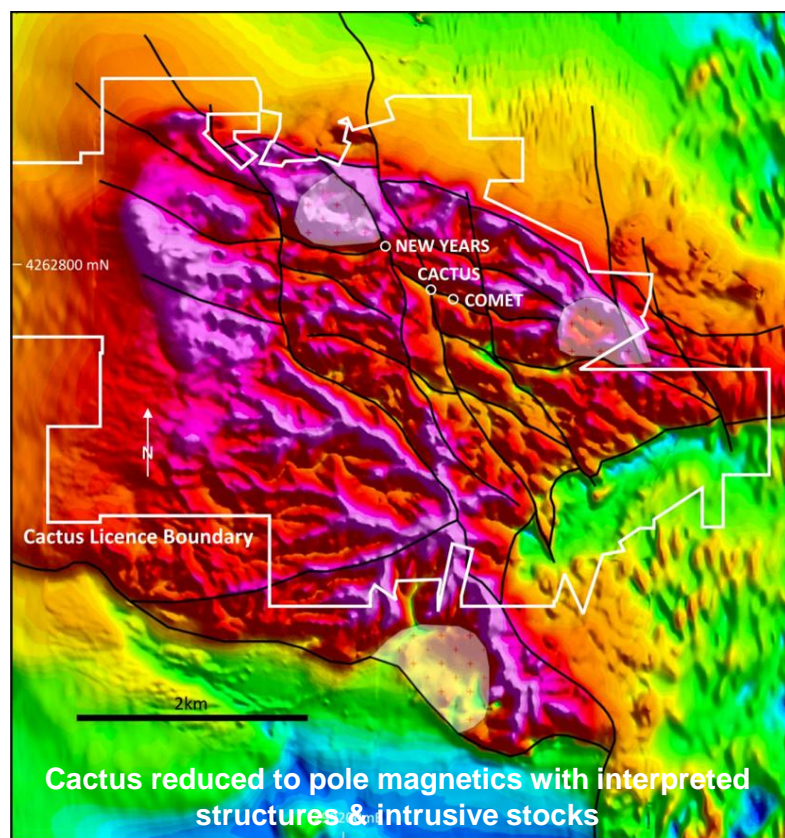 NEW YEARS
4262800 mN
CACTUS
COMET
N
Cactus Licence Boundary
2km
Cactus reduced to pole magnetics with interpreted
structures & intrusive stocks